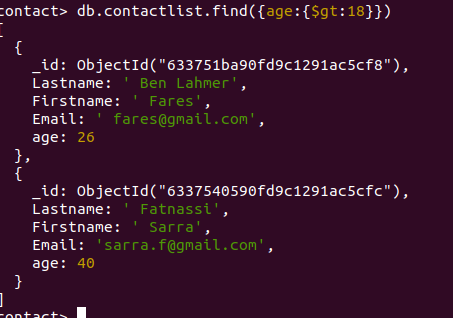 contact> db.contactlist.find({age:{$gt:18}})
[
  {
    _id: ObjectId("633751ba90fd9c1291ac5cf8"),
    Lastname: ' Ben Lahmer',
    Firstname: ' Fares',
    Email: ' fares@gmail.com',
    age: 26
  },
  {
    _id: ObjectId("6337540590fd9c1291ac5cfc"),
    Lastname: ' Fatnassi',
    Firstname: ' Sarra',
    Email: 'sarra.f@gmail.com',
    age: 40
  }
]
contact>